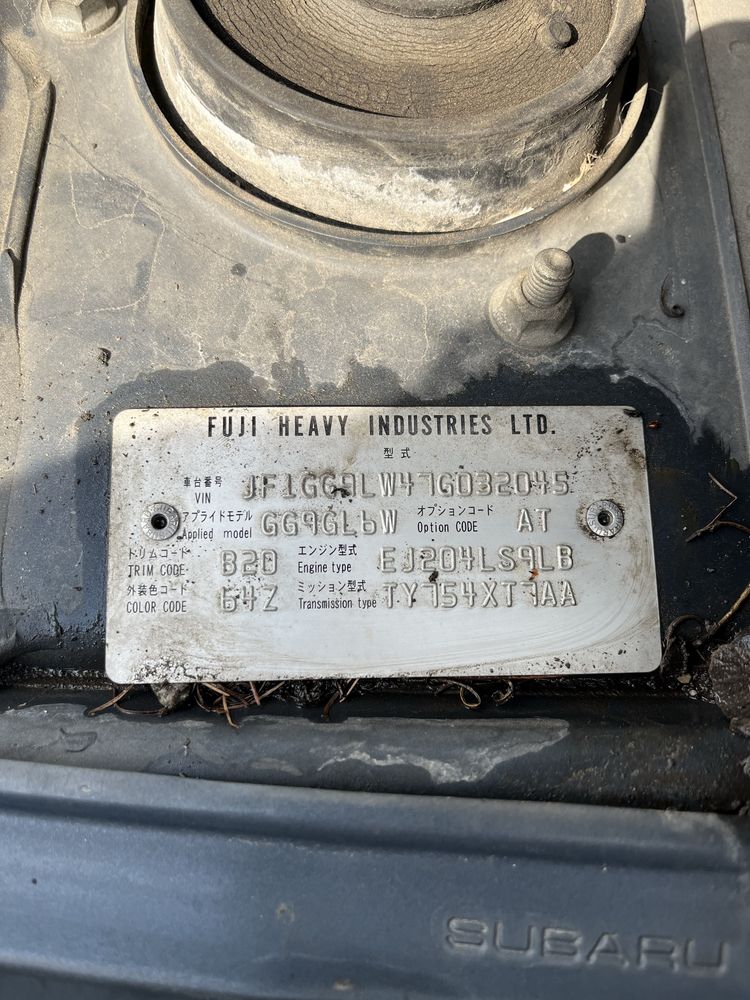 FUJI HEAVY INDUSTRIES LTD.
型式
車台番号 VIN JF1GG9LW47G032045
アプライドモデル Applied model GG9GL6W オプションコード Option CODE AT
トリムコード TRIM CODE B20 エンジン型式 Engine type EJ204LS9LB
外装色コード COLOR CODE 64Z ミッション型式 Transmission type TY754XT7AA
SUBARU